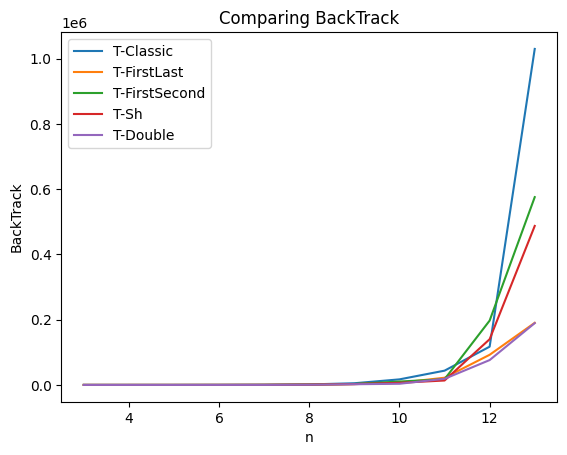 Comparing BackTrack
1e6
T-Classic
T-FirstLast
T-FirstSecond
T-Sh
T-Double
BackTrack
1.0
0.8
0.6
0.4
0.2
0.0
4 6 8 10 12
n